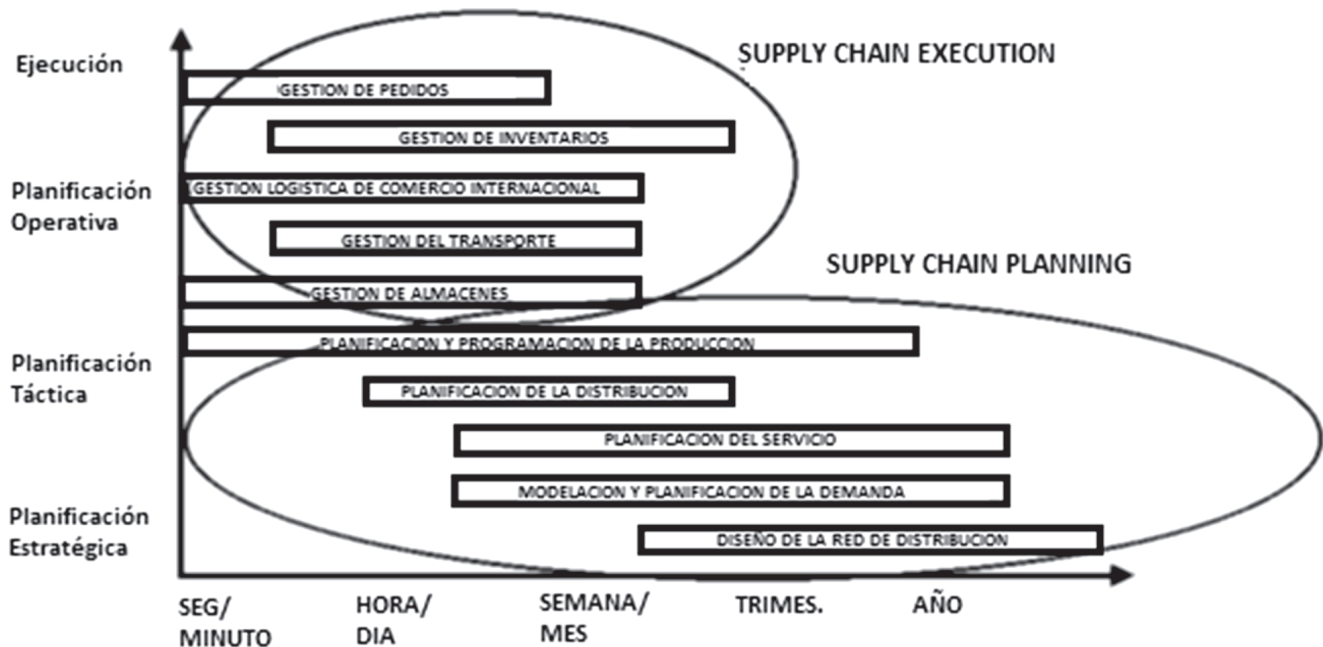 SUPPLY CHAIN EXECUTION
Ejecución
GESTION DE PEDIDOS
GESTION DE INVENTARIOS
Planificación
Operativa
GESTION LOGISTICA DE COMERCIO INTERNACIONAL
GESTION DEL TRANSPORTE
SUPPLY CHAIN PLANNING
GESTION DE ALMACENES
PLANIFICACION Y PROGRAMACION DE LA PRODUCCION
Planificación
Táctica
PLANIFICACION DE LA DISTRIBUCION
PLANIFICACION DEL SERVICIO
MODELACION Y PLANIFICACION DE LA DEMANDA
Planificación
Estratégica
DISEÑO DE LA RED DE DISTRIBUCION
SEG/
MINUTO
HORA/
DIA
SEMANA/
MES
TRIMES.
AÑO